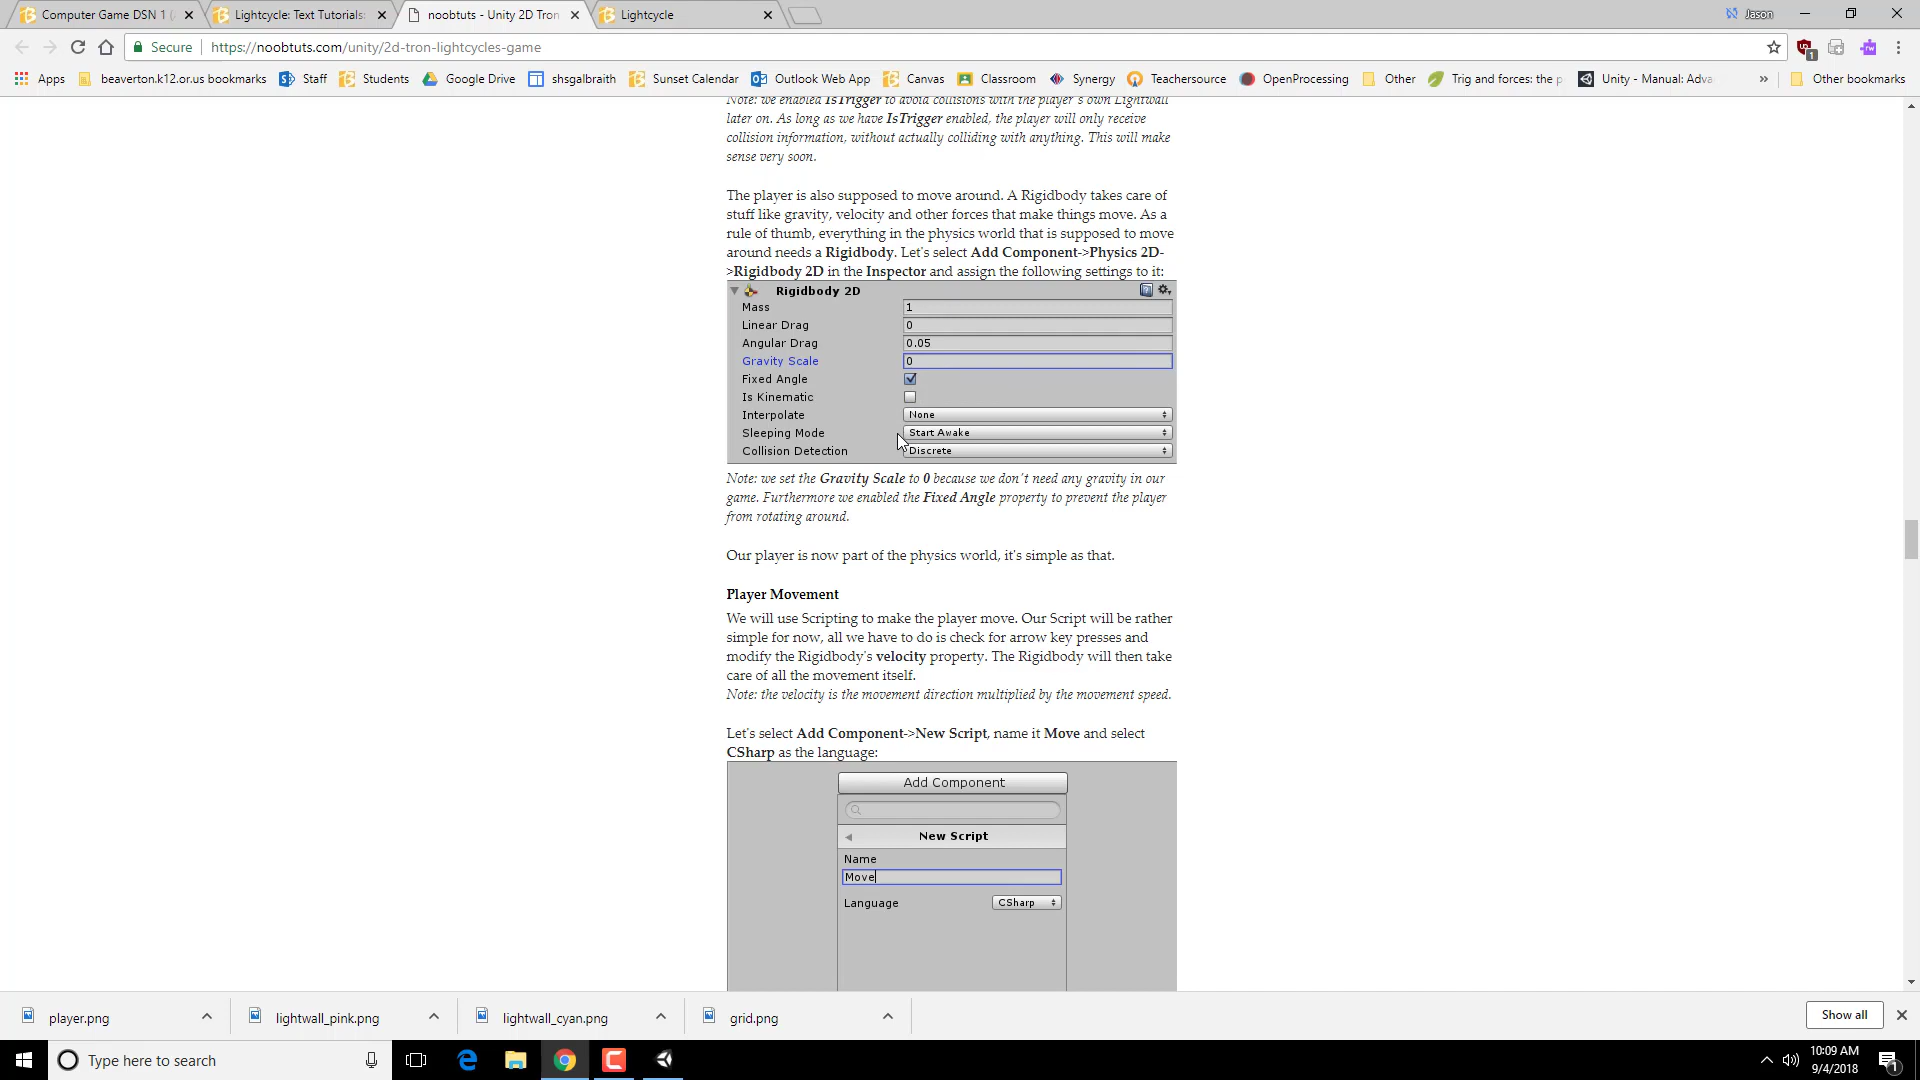 Computer Game DSN 1 (
Lightcycle: Text Tutorials:
noobtuts - Unity 2D Tron
Lightcycle
Jason
Secure
https://noobtuts.com/unity/2d-tron-lightcycles-game
1
Apps
beaverton.k12.or.us bookmarks
Staff
Students
Google Drive
shsgalbraith
Sunset Calendar
Outlook Web App
Canvas
Classroom
Synergy
Teachersource
OpenProcessing
Other
Trig and forces: the p
Unity - Manual: Adva
»
Other bookmarks
Note: we enabled IsTrigger to avoid collisions with the player's own Lightwall
later on. As long as we have IsTrigger enabled, the player will only receive
collision information, without actually colliding with anything. This will make
sense very soon.
The player is also supposed to move around. A Rigidbody takes care of
stuff like gravity, velocity and other forces that make things move. As a
rule of thumb, everything in the physics world that is supposed to move
around needs a Rigidbody. Let's select Add Component->Physics 2D-
>Rigidbody 2D in the Inspector and assign the following settings to it:
Rigidbody 2D
Mass 1
Linear Drag 0
Angular Drag 0.05
Gravity Scale 0
Fixed Angle
Is Kinematic
Interpolate None
Sleeping Mode Start Awake
Collision Detection Discrete
Note: we set the Gravity Scale to 0 because we don't need any gravity in our
game. Furthermore we enabled the Fixed Angle property to prevent the player
from rotating around.
Our player is now part of the physics world, it's simple as that.
Player Movement
We will use Scripting to make the player move. Our Script will be rather
simple for now, all we have to do is check for arrow key presses and
modify the Rigidbody's velocity property. The Rigidbody will then take
care of all the movement itself.
Note: the velocity is the movement direction multiplied by the movement speed.
Let's select Add Component->New Script, name it Move and select
CSharp as the language:
Add Component
New Script
Name
Move
Language CSharp
player.png
lightwall_pink.png
lightwall_cyan.png
grid.png
Show all
Type here to search
10:09 AM
9/4/2018
1